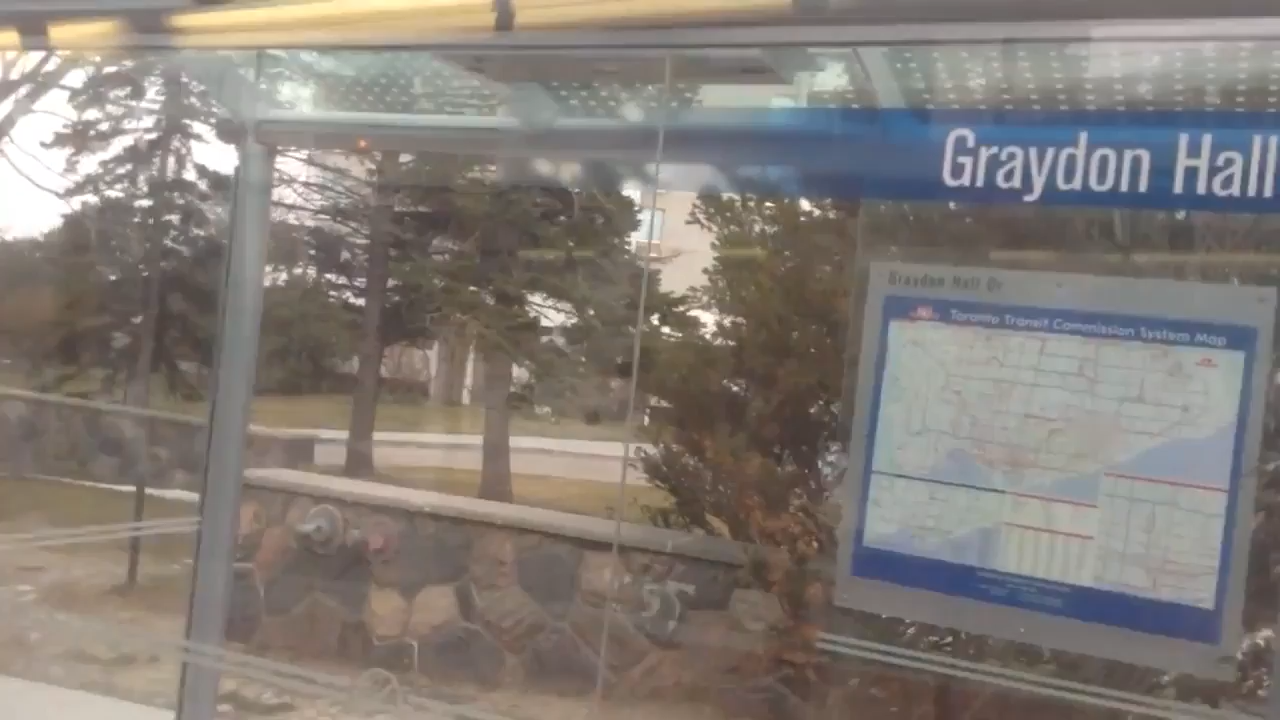 Graydon Hall
Graydon Hall Dr
Toronto Transit Commission System Map